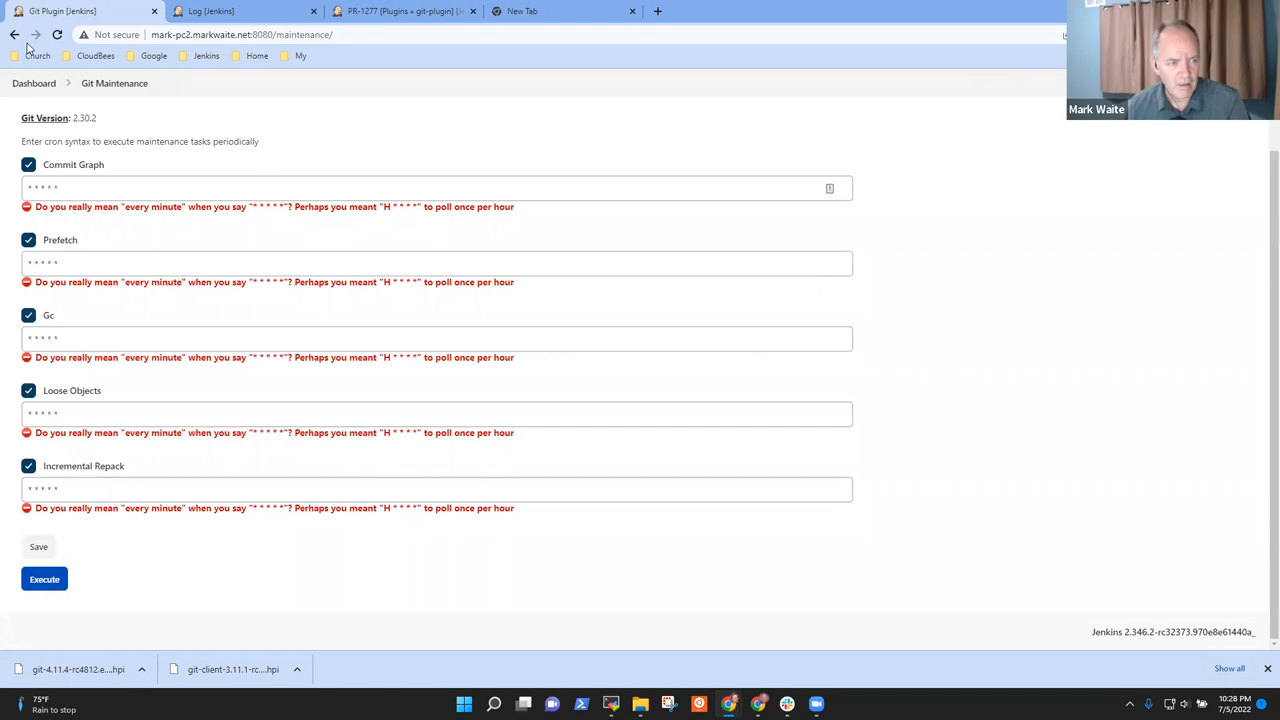 Git Plugin [Jenkins]
Log [Jenkins]
PR-1277 [Plugins » git-plugin] [J
New Tab
Not secure
mark-pc2.markwaite.net:8080/maintenance/
Church
CloudBees
Google
Jenkins
Home
My
Mark Waite
Dashboard
Git Maintenance
Git Version: 2.30.2
Enter cron syntax to execute maintenance tasks periodically
Commit Graph
* * * * *
Do you really mean "every minute" when you say "* * * * *"? Perhaps you meant "H * * * *" to poll once per hour
Prefetch
* * * * *
Do you really mean "every minute" when you say "* * * * *"? Perhaps you meant "H * * * *" to poll once per hour
Gc
* * * * *
Do you really mean "every minute" when you say "* * * * *"? Perhaps you meant "H * * * *" to poll once per hour
Loose Objects
* * * * *
Do you really mean "every minute" when you say "* * * * *"? Perhaps you meant "H * * * *" to poll once per hour
Incremental Repack
* * * * *
Do you really mean "every minute" when you say "* * * * *"? Perhaps you meant "H * * * *" to poll once per hour
Save
Execute
Jenkins 2.346.2-rc32373.970e8e61440a_
git-4.11.4-rc4812.e....hpi
git-client-3.11.1-rc....hpi
Show all
75°F
Rain to stop
10:28 PM
7/5/2022